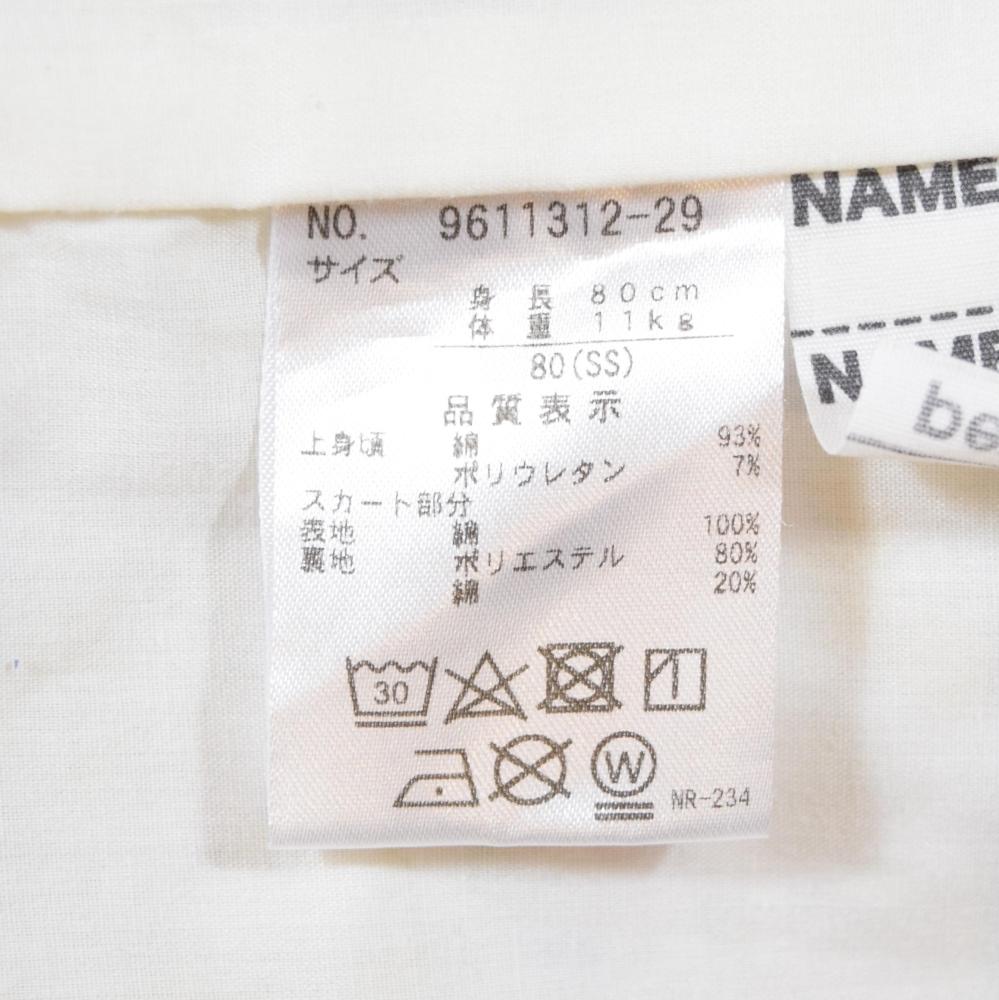 NO. 9611312-29
サイズ
身長 80cm
体重 11kg
80(SS)
品質表示
上身頃 綿 93%
ポリウレタン 7%
スカート部分
表地 綿 100%
裏地 ポリエステル 80%
綿 20%
30
W
NR-234
NAME
be